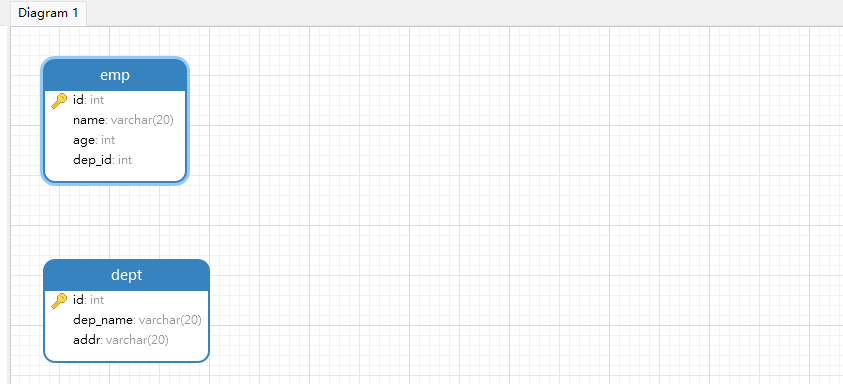 Diagram 1
emp
id: int
name: varchar(20)
age: int
dep_id: int
dept
id: int
dep_name: varchar(20)
addr: varchar(20)